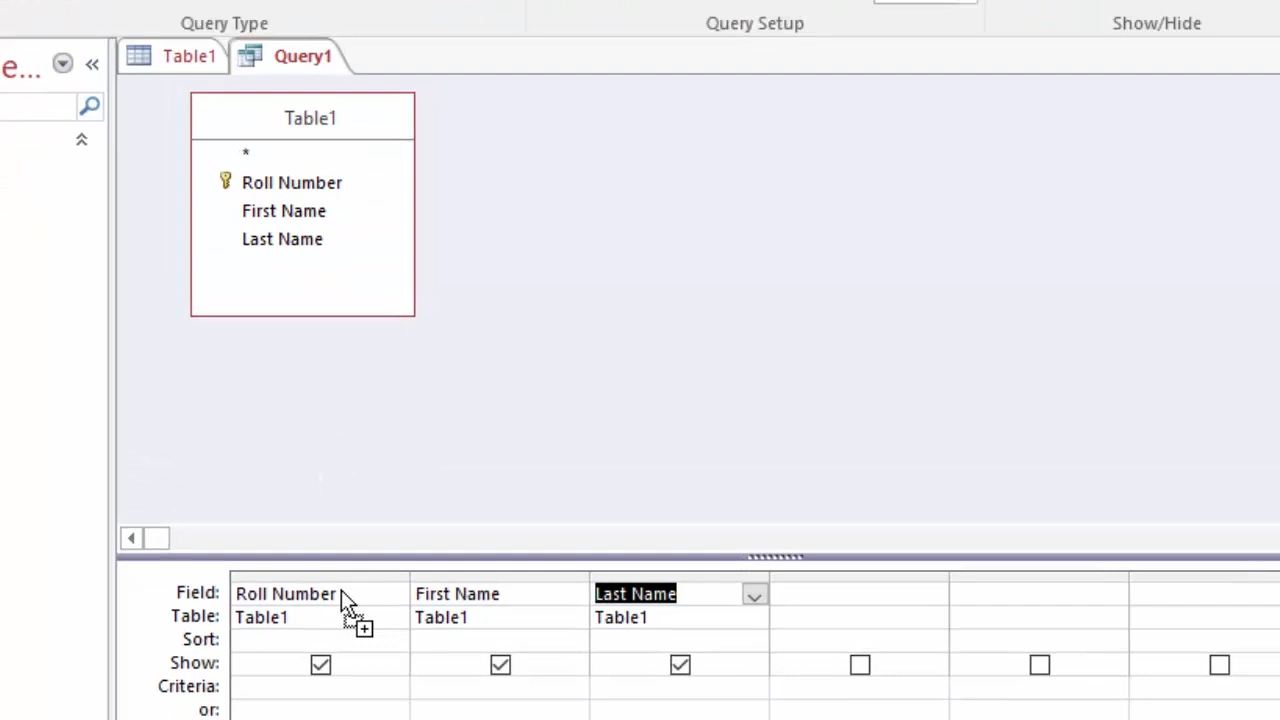 Query Type Query Setup Show/Hide
e... « Table1 Query1
Table1
*
Roll Number
First Name
Last Name
Field: Roll Number First Name Last Name
Table: Table1 Table1 Table1
Sort:
Show:
Criteria:
or: